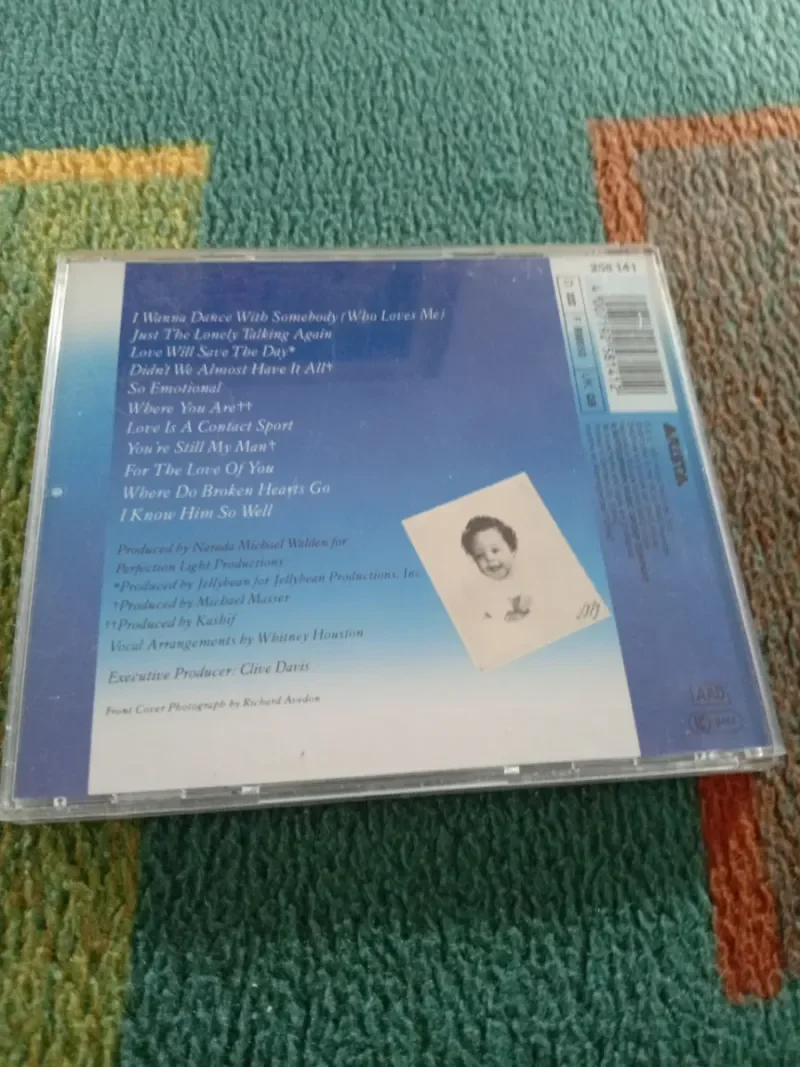 I Wanna Dance With Somebody (Who Loves Me)
Just The Lonely Talking Again
Love Will Save The Day*
Didn't We Almost Have It All†
So Emotional
Where You Are††
Love Is A Contact Sport
You're Still My Man†
For The Love Of You
Where Do Broken Hearts Go
I Know Him So Well
Produced by Narada Michael Walden for
Perfection Light Productions
*Produced by Jellybean for Jellybean Productions, Inc.
†Produced by Michael Masser
††Produced by Kashif
Vocal Arrangements by Whitney Houston
Executive Producer: Clive Davis
Front Cover Photograph by Richard Avedon
258 141
ARISTA
AAD